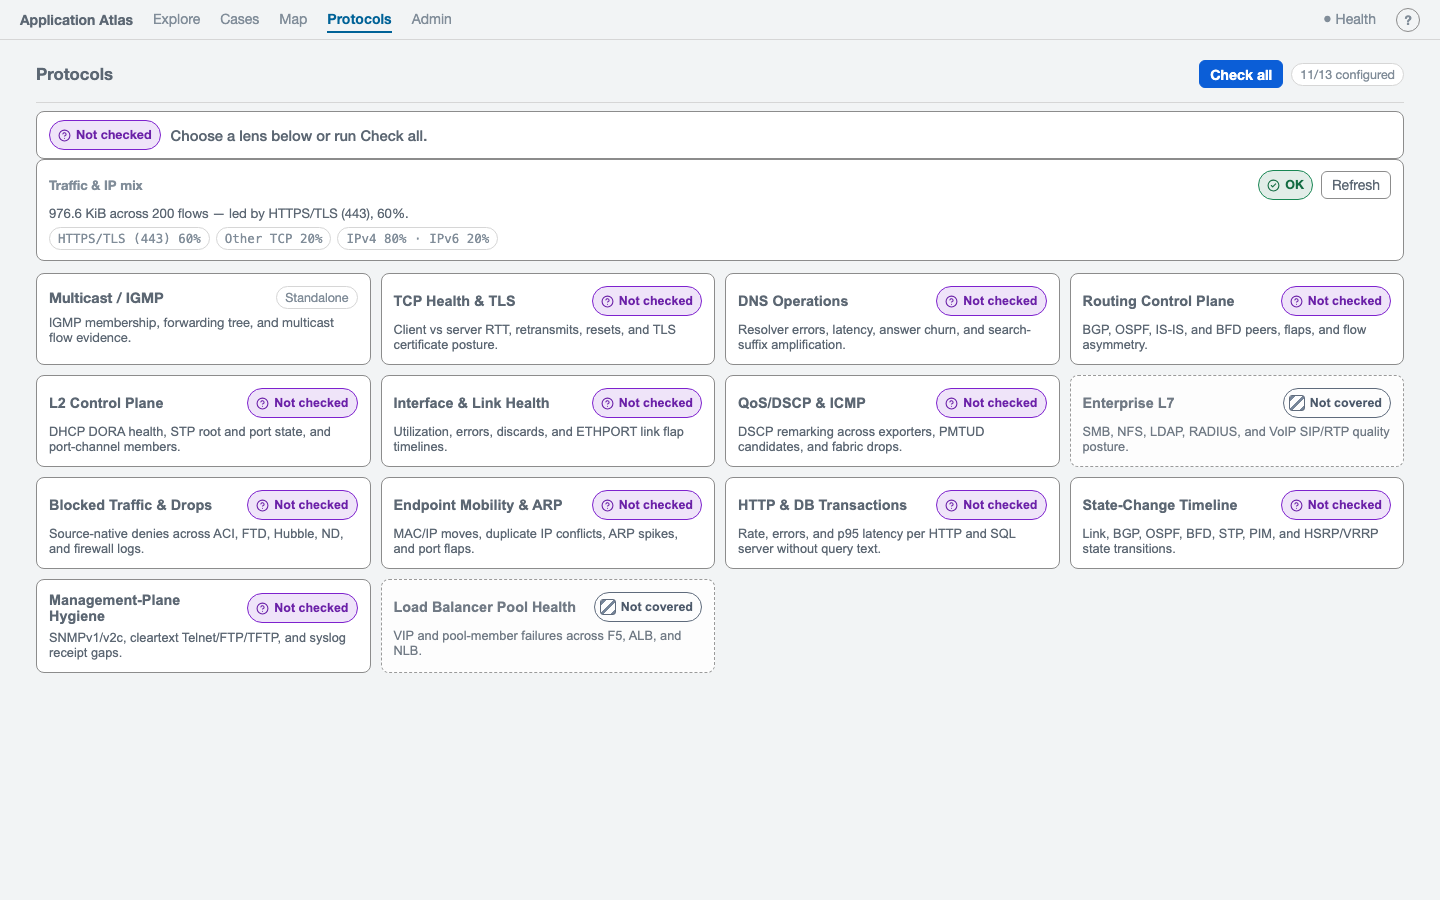 Application Atlas Explore Cases Map Protocols Admin Health ?
Protocols Check all 11/13 configured
Not checked Choose a lens below or run Check all.
Traffic & IP mix OK Refresh
976.6 KiB across 200 flows — led by HTTPS/TLS (443), 60%.
HTTPS/TLS (443) 60% Other TCP 20% IPv4 80% · IPv6 20%
Multicast / IGMP Standalone
IGMP membership, forwarding tree, and multicast
flow evidence.
TCP Health & TLS Not checked
Client vs server RTT, retransmits, resets, and TLS
certificate posture.
DNS Operations Not checked
Resolver errors, latency, answer churn, and search-
suffix amplification.
Routing Control Plane Not checked
BGP, OSPF, IS-IS, and BFD peers, flaps, and flow
asymmetry.
L2 Control Plane Not checked
DHCP DORA health, STP root and port state, and
port-channel members.
Interface & Link Health Not checked
Utilization, errors, discards, and ETHPORT link flap
timelines.
QoS/DSCP & ICMP Not checked
DSCP remarking across exporters, PMTUD
candidates, and fabric drops.
Enterprise L7 Not covered
SMB, NFS, LDAP, RADIUS, and VoIP SIP/RTP quality
posture.
Blocked Traffic & Drops Not checked
Source-native denies across ACI, FTD, Hubble, ND,
and firewall logs.
Endpoint Mobility & ARP Not checked
MAC/IP moves, duplicate IP conflicts, ARP spikes,
and port flaps.
HTTP & DB Transactions Not checked
Rate, errors, and p95 latency per HTTP and SQL
server without query text.
State-Change Timeline Not checked
Link, BGP, OSPF, BFD, STP, PIM, and HSRP/VRRP
state transitions.
Management-Plane
Hygiene Not checked
SNMPv1/v2c, cleartext Telnet/FTP/TFTP, and syslog
receipt gaps.
Load Balancer Pool Health Not covered
VIP and pool-member failures across F5, ALB, and
NLB.